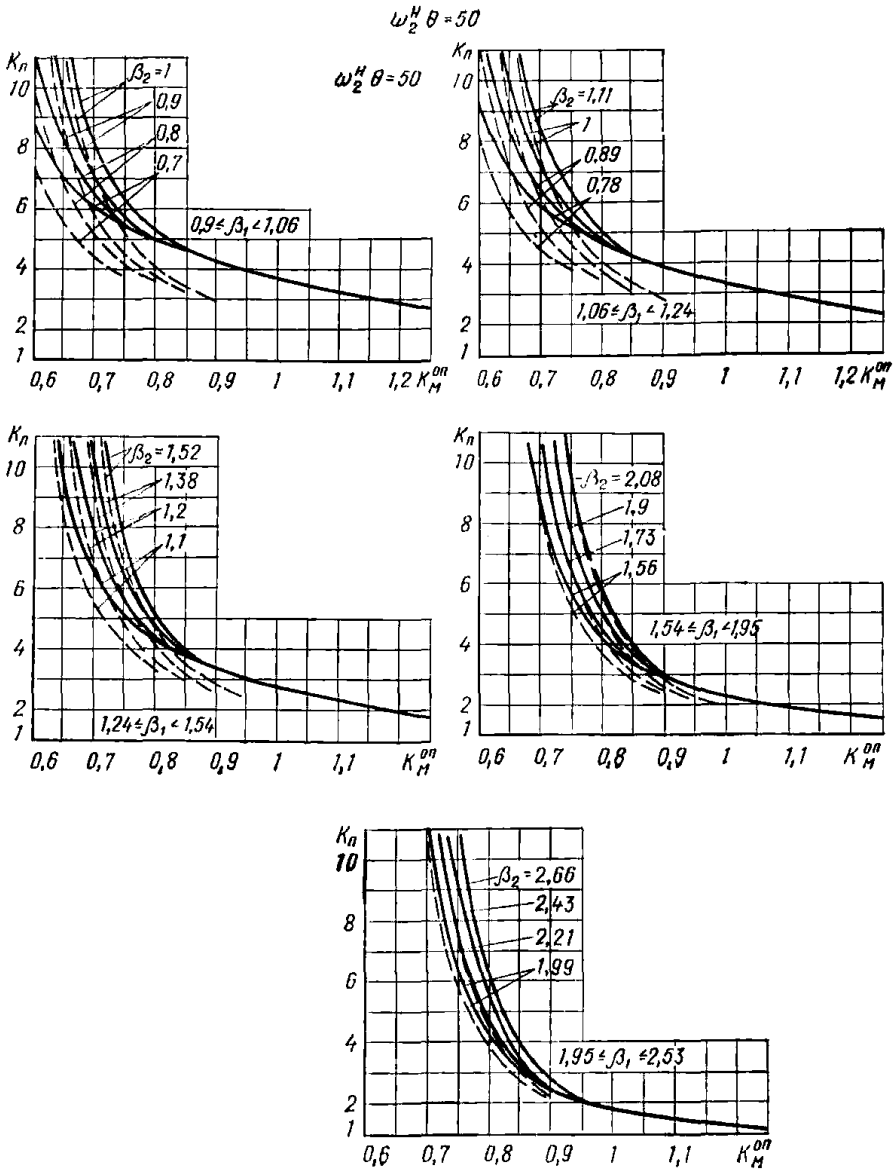 ω₂ᴴ θ = 50
ω₂ᴴ θ = 50
Kп
10
8
6
4
2
1
β₂=1
0,9
0,8
0,7
0,9 ≤ β₁ < 1,06
0,6 0,7 0,8 0,9 1 1,1 1,2 Kмᵒⁿ
Kп
10
8
6
4
2
1
β₂=1,11
1
0,89
0,78
1,06 ≤ β₁ < 1,24
0,6 0,7 0,8 0,9 1 1,1 1,2 Kмᵒⁿ
Kп
10
8
6
4
2
1
β₂=1,52
1,38
1,2
1,1
1,24 ≤ β₁ < 1,54
0,6 0,7 0,8 0,9 1 1,1 Kмᵒⁿ
Kп
10
8
6
4
2
1
β₂=2,08
1,9
1,73
1,56
1,54 ≤ β₁ < 1,95
0,6 0,7 0,8 0,9 1 1,1 Kмᵒⁿ
Kп
10
8
6
4
2
1
β₂=2,66
2,43
2,21
1,99
1,95 ≤ β₁ ≤ 2,53
0,6 0,7 0,8 0,9 1 1,1 Kмᵒⁿ